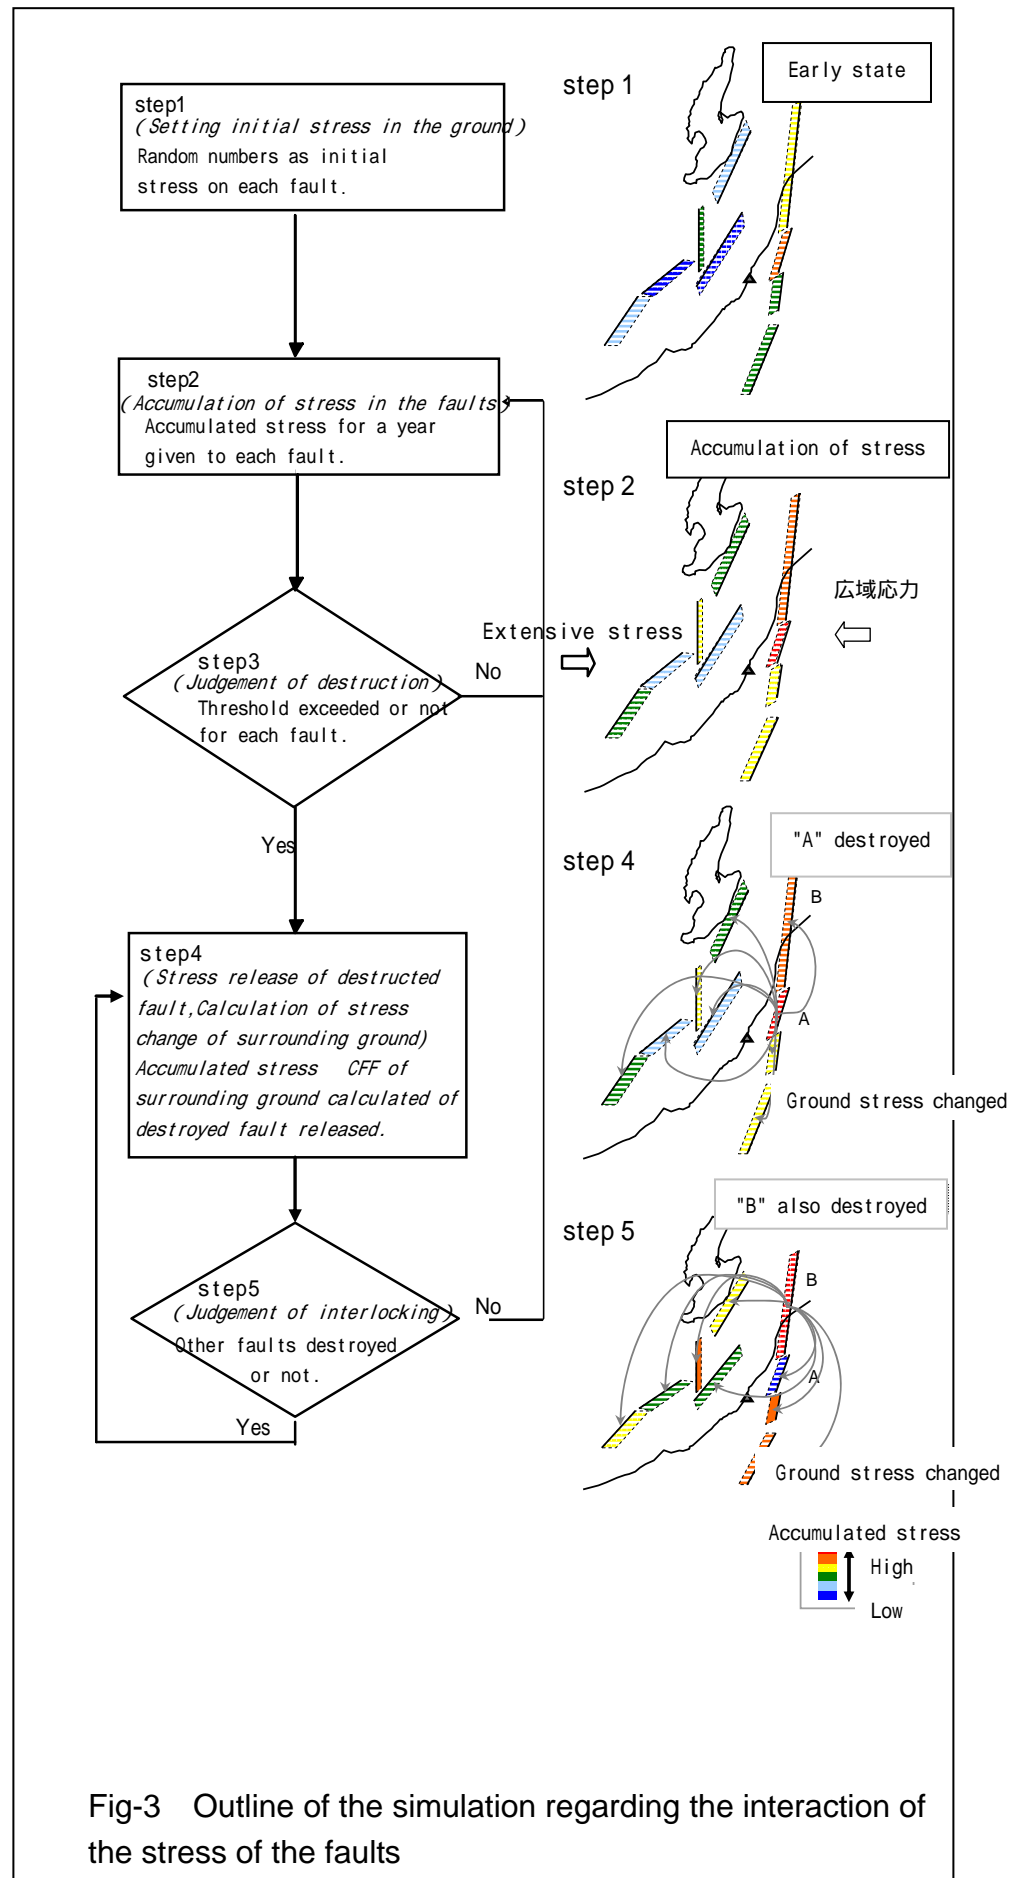 step1
(Setting initial stress in the ground)
Random numbers as initial
stress on each fault.
step2
(Accumulation of stress in the faults)
Accumulated stress for a year
given to each fault.
step3
(Judgement of destruction)
Threshold exceeded or not
for each fault.
No
Yes
step4
(Stress release of destructed
fault,Calculation of stress
change of surrounding ground)
Accumulated stress CFF of
surrounding ground calculated of
destroyed fault released.
step5
(Judgement of interlocking)
Other faults destroyed
or not.
No
Yes
step 1
Early state
step 2
Accumulation of stress
Extensive stress
広域応力
step 4
"A" destroyed
B
A
Ground stress changed
step 5
"B" also destroyed
B
A
Ground stress changed
Accumulated stress
High
Low
Fig-3 Outline of the simulation regarding the interaction of
the stress of the faults